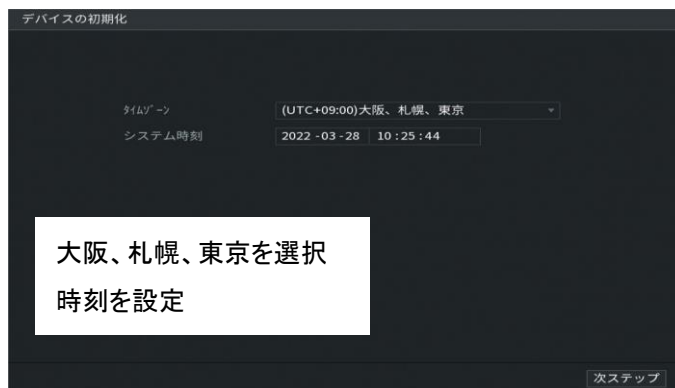 デバイスの初期化
ﾀｲﾑｿﾞｰﾝ (UTC+09:00)大阪、札幌、東京
システム時刻 2022 -03 -28 10 : 25 : 44
大阪、札幌、東京を選択
時刻を設定
次ステップ